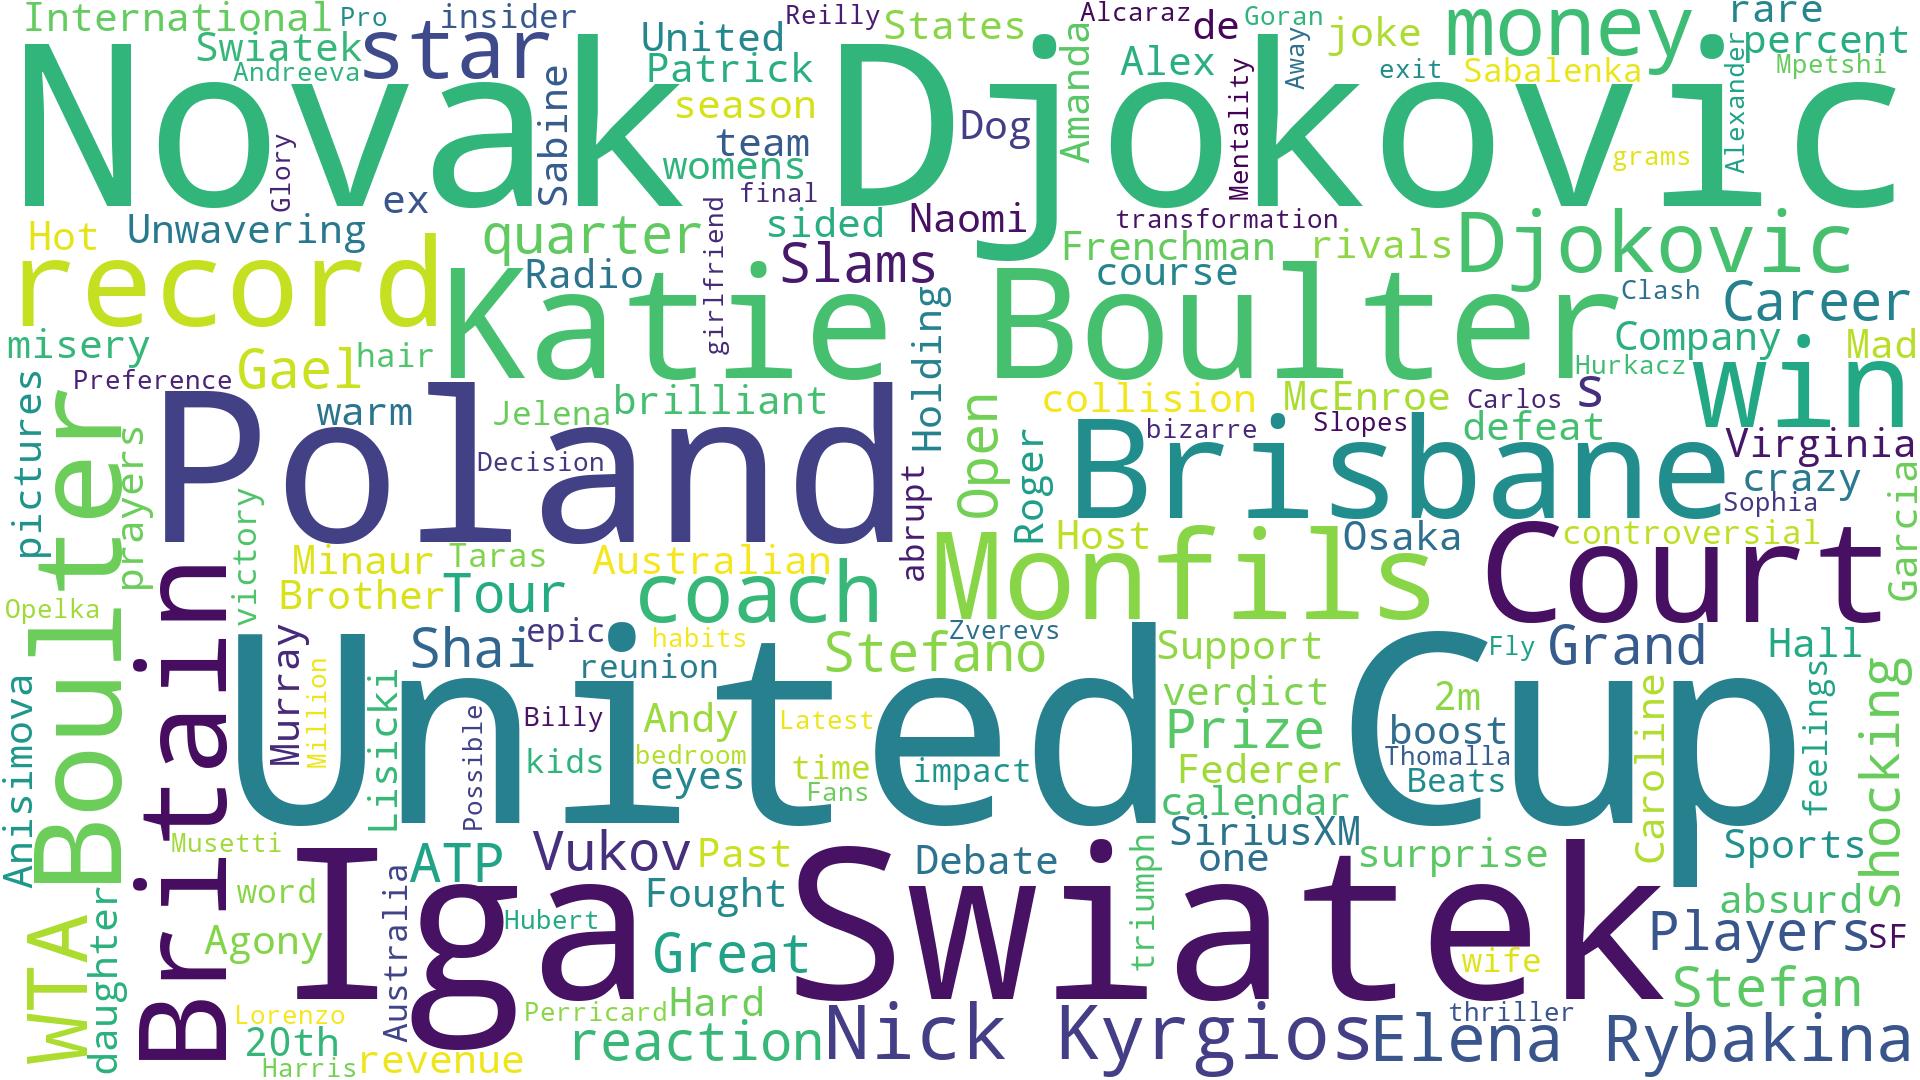 International
Pro
insider
Reilly
States
Alcaraz
de
Goran
joke
money
rare
percent
Swiatek
Andreeva
star
United
Patrick
Alex
Away
exit
Sabalenka
Alexander
Mpetshi
Novak Djokovic
Sabine
season
team
womens
Dog
Amanda
Mentality
grams
Glory
ex
final
Hot
Unwavering
quarter
girlfriend
sided
Naomi
transformation
Frenchman
rivals
Djokovic
record
Radio
Slams
course
Clash
Career
Katie Boulter
Holding
misery
Gael
hair
Company
Mad
Preference
Hurkacz
win
pictures
warm
Jelena
brilliant
collision
McEnroe
Carlos
s
Poland
Open
Roger
bizarre
Slopes
defeat
Virginia
Boulter
prayers
Decision
Brisbane
crazy
Sophia
victory
abrupt
Host
Osaka
controversial
Garcia
Minaur
Taras
Australian
Monfils
Court
Britain
Opelka
Brother
Tour
coach
Murray
Shai
epic
habits
Stefano
Zverevs
Support
Fly
Grand
Hall
Million
Lisicki
reunion
United Cup
Anisimova
Possible
Billy
Andy
Latest
verdict
2m
Caroline
feelings
shocking
kids
bedroom
eyes
time
Fans
impact
Prize
boost
Thomalla
Federer
Beats
calendar
Musetti
ATP
Vukov
Past
Debate
triumph
SiriusXM
one
surprise
Sports
word
Australia
Fought
absurd
WTA
daughter
Agony
Iga Swiatek
Hubert
Great
wife
Players
SF
Stefan
Lorenzo
20th
Harris
revenue
Perricard
Hard
reaction
Nick Kyrgios
thriller
Elena Rybakina